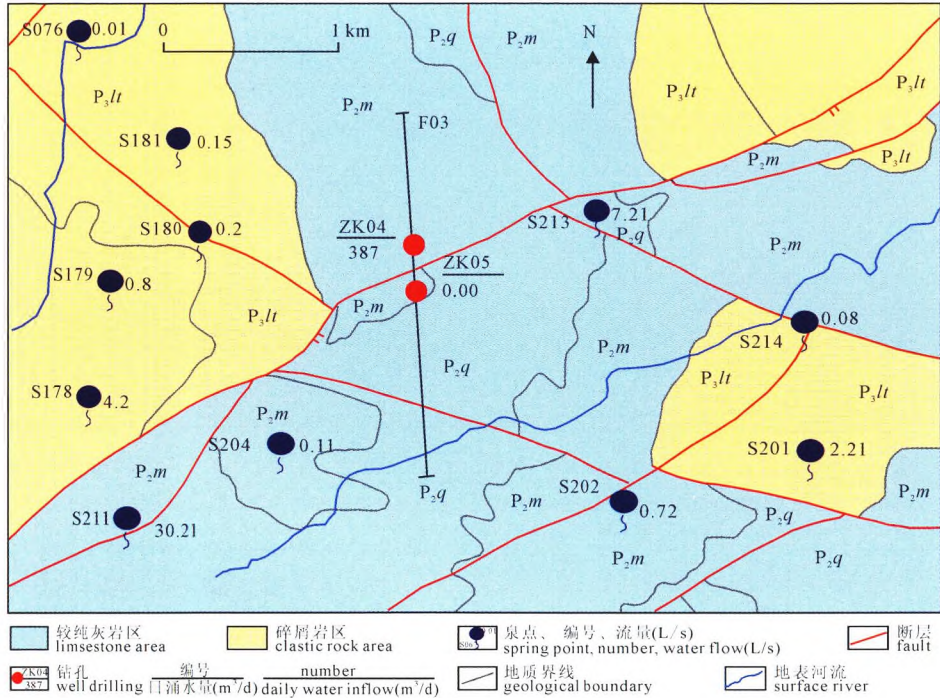 S076
0.01
0
1 km
P₂q
P₂m
N
P₃lt
P₃lt
P₂m
F03
S181
0.15
P₂m
P₃lt
ZK04
387
S213
7.21
P₂q
S180
0.2
P₂m
S179
0.8
ZK05
0.00
P₂m
P₃lt
0.08
S214
P₂q
P₂m
P₃lt
P₃lt
S178
4.2
P₂m
S204
0.11
S201
2.21
P₂m
P₂q
S202
0.72
P₂m
P₂q
P₂m
S211
30.21
P₂m
P₂q
较纯灰岩区
limestone area
碎屑岩区
clastic rock area
泉点、编号、流量(L/s)
spring point, number, water flow(L/s)
断层
fault
ZK04
387
钻孔
well drilling
编号
日涌水量(m³/d)
number
daily water inflow(m³/d)
地质界线
geological boundary
地表河流
surface river